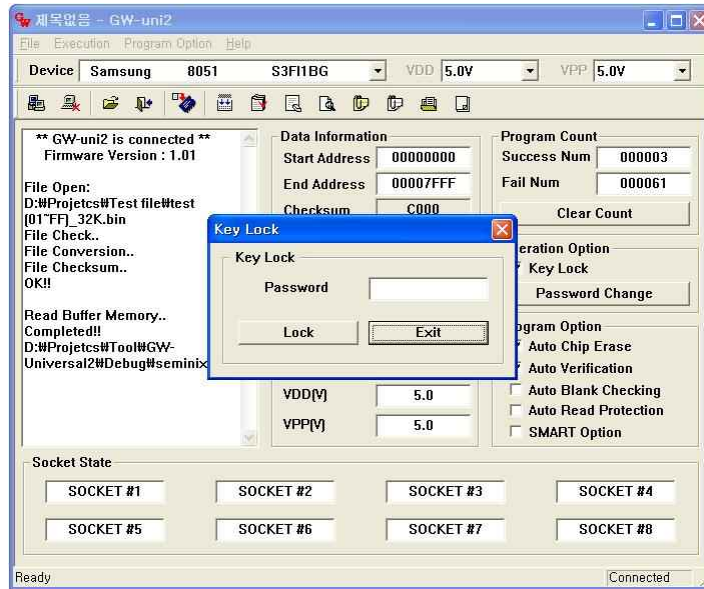 제목없음 - GW-uni2
File Execution Program Option Help
Device Samsung 8051 S3FI1BG VDD 5.0V VPP 5.0V
** GW-uni2 is connected **
Firmware Version : 1.01
File Open:
D:₩Projetcs₩Test file₩test
(01~FF)_32K.bin
File Check..
File Conversion..
File Checksum..
OK!!
Read Buffer Memory..
Completed!!
D:₩Projetcs₩Tool₩GW-
Universal2₩Debug₩seminix
Data Information
Start Address 00000000
End Address 00007FFF
Checksum C000
VDD(V) 5.0
VPP(V) 5.0
Program Count
Success Num 000003
Fail Num 000061
Clear Count
eration Option
Key Lock
Password Change
ogram Option
Auto Chip Erase
Auto Verification
Auto Blank Checking
Auto Read Protection
SMART Option
Key Lock
Key Lock
Password
Lock Exit
Socket State
SOCKET #1 SOCKET #2 SOCKET #3 SOCKET #4
SOCKET #5 SOCKET #6 SOCKET #7 SOCKET #8
Ready Connected